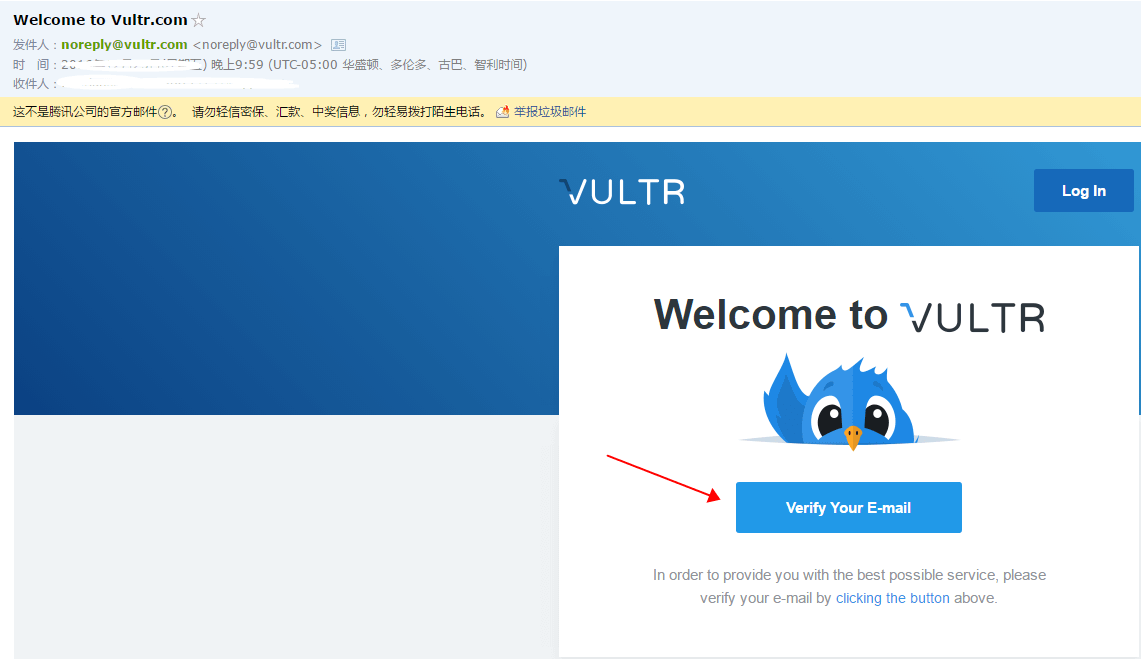 Welcome to Vultr.com
发件人：noreply@vultr.com <noreply@vultr.com>
时 间： 晚上9:59 (UTC-05:00 华盛顿、多伦多、古巴、智利时间)
收件人：
这不是腾讯公司的官方邮件?。 请勿轻信密保、汇款、中奖信息，勿轻易拨打陌生电话。 举报垃圾邮件
VULTR
Log In
Welcome to VULTR
Verify Your E-mail
In order to provide you with the best possible service, please
verify your e-mail by clicking the button above.